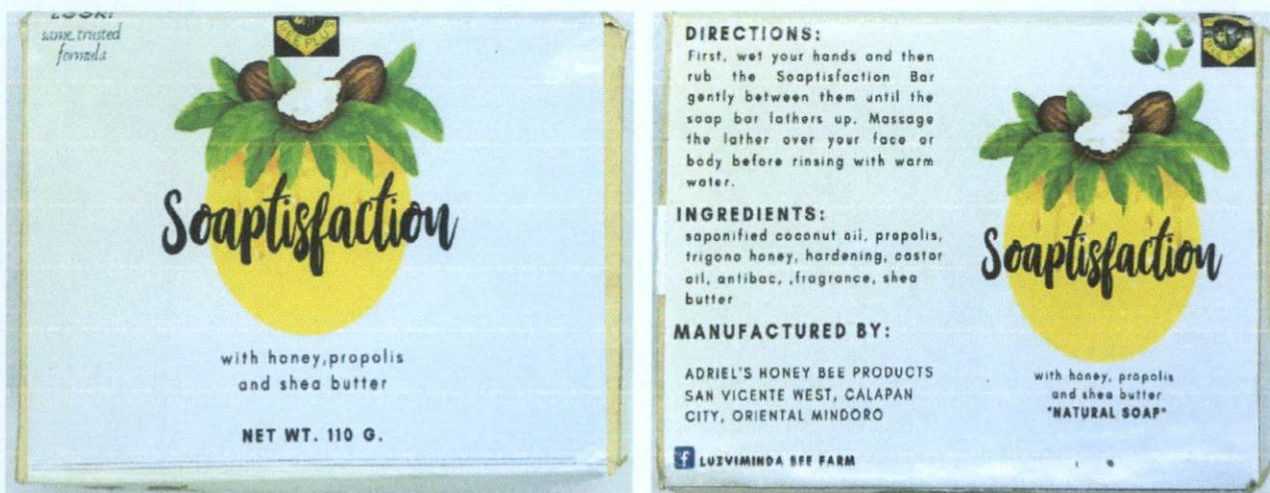 LOOK!
same trusted
formula
BEE PLUS
Soaptisfaction
with honey,propolis
and shea butter
NET WT. 110 G.
DIRECTIONS:
First, wet your hands and then
rub the Soaptisfaction Bar
gently between them until the
soap bar lathers up. Massage
the lather over your face or
body before rinsing with warm
water.
INGREDIENTS:
saponified coconut oil, propolis,
trigona honey, hardening, castor
oil, antibac, ,fragrance, shea
butter
MANUFACTURED BY:
ADRIEL'S HONEY BEE PRODUCTS
SAN VICENTE WEST, CALAPAN
CITY, ORIENTAL MINDORO
f LUZVIMINDA BEE FARM
Soaptisfaction
with honey, propolis
and shea butter
"NATURAL SOAP"